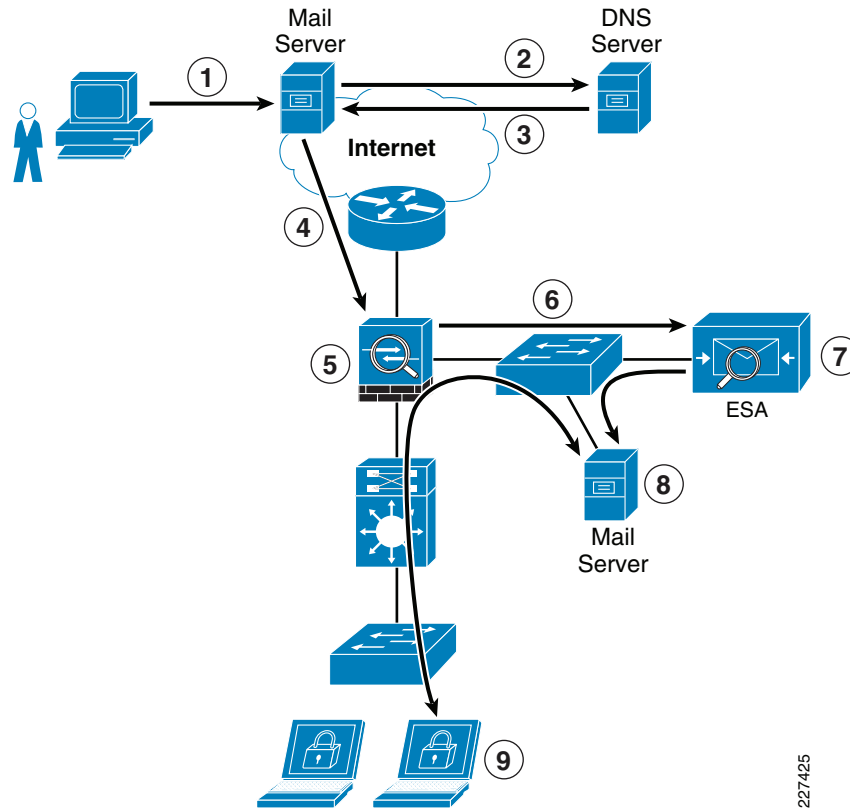 Mail
Server
DNS
Server
1
2
3
Internet
4
6
5
7
ESA
8
Mail
Server
9
227425